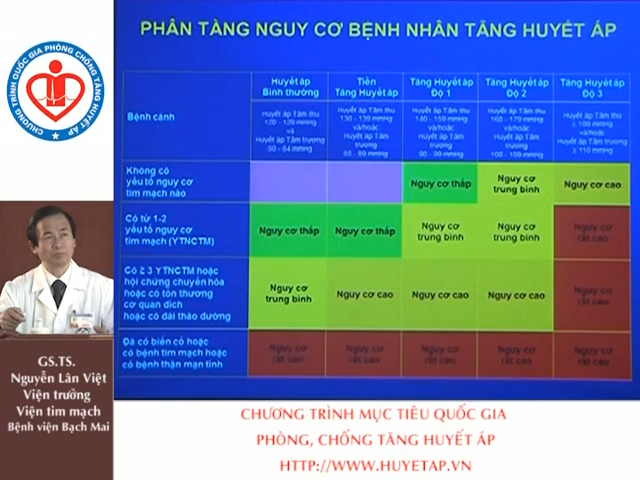 CHƯƠNG TRÌNH QUỐC GIA PHÒNG CHỐNG TĂNG HUYẾT ÁP
PHÂN TẦNG NGUY CƠ BỆNH NHÂN TĂNG HUYẾT ÁP
Bệnh cảnh
Huyết áp
Bình thường
Huyết áp Tâm thu
120 - 129 mmHg
và
Huyết áp Tâm trương
80 - 84 mmHg
Tiền
Tăng Huyết áp
Huyết áp Tâm thu
130 - 139 mmHg
và/hoặc
Huyết áp Tâm
trương
85 - 89 mmHg
Tăng Huyết áp
Độ 1
Huyết áp Tâm thu
140 - 159 mmHg
và/hoặc
Huyết áp Tâm
trương
90 - 99 mmHg
Tăng Huyết áp
Độ 2
Huyết áp Tâm thu
160 - 179 mmHg
và/hoặc
Huyết áp Tâm
trương
100 - 109 mmHg
Tăng Huyết áp
Độ 3
Huyết áp Tâm thu
≥ 180 mmHg
và/hoặc
Huyết áp Tâm trương
≥ 110 mmHg
Không có
yếu tố nguy cơ
tim mạch nào
Nguy cơ thấp
Nguy cơ
trung bình
Nguy cơ cao
Có từ 1-2
yếu tố nguy cơ
tim mạch (YTNCTM)
Nguy cơ thấp
Nguy cơ thấp
Nguy cơ
trung bình
Nguy cơ
trung bình
Nguy cơ
rất cao
Có ≥ 3 YTNCTM hoặc
hội chứng chuyển hóa
hoặc có tổn thương
cơ quan đích
hoặc có đái tháo đường
Nguy cơ
trung bình
Nguy cơ cao
Nguy cơ cao
Nguy cơ cao
Nguy cơ
rất cao
Đã có biến cố hoặc
có bệnh tim mạch hoặc
có bệnh thận mạn tính
Nguy cơ
rất cao
Nguy cơ
rất cao
Nguy cơ
rất cao
Nguy cơ
rất cao
Nguy cơ
rất cao
GS.TS.
Nguyễn Lân Việt
Viện trưởng
Viện tim mạch
Bệnh viện Bạch Mai
CHƯƠNG TRÌNH MỤC TIÊU QUỐC GIA
PHÒNG, CHỐNG TĂNG HUYẾT ÁP
HTTP://WWW.HUYETAP.VN